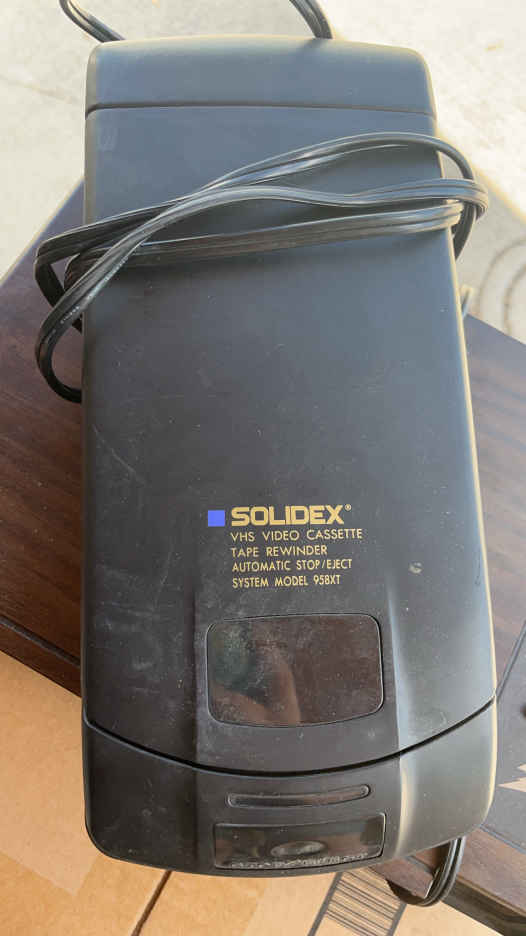 SOLIDEX®
VHS VIDEO CASSETTE
TAPE REWINDER
AUTOMATIC STOP/EJECT
SYSTEM MODEL 958XT